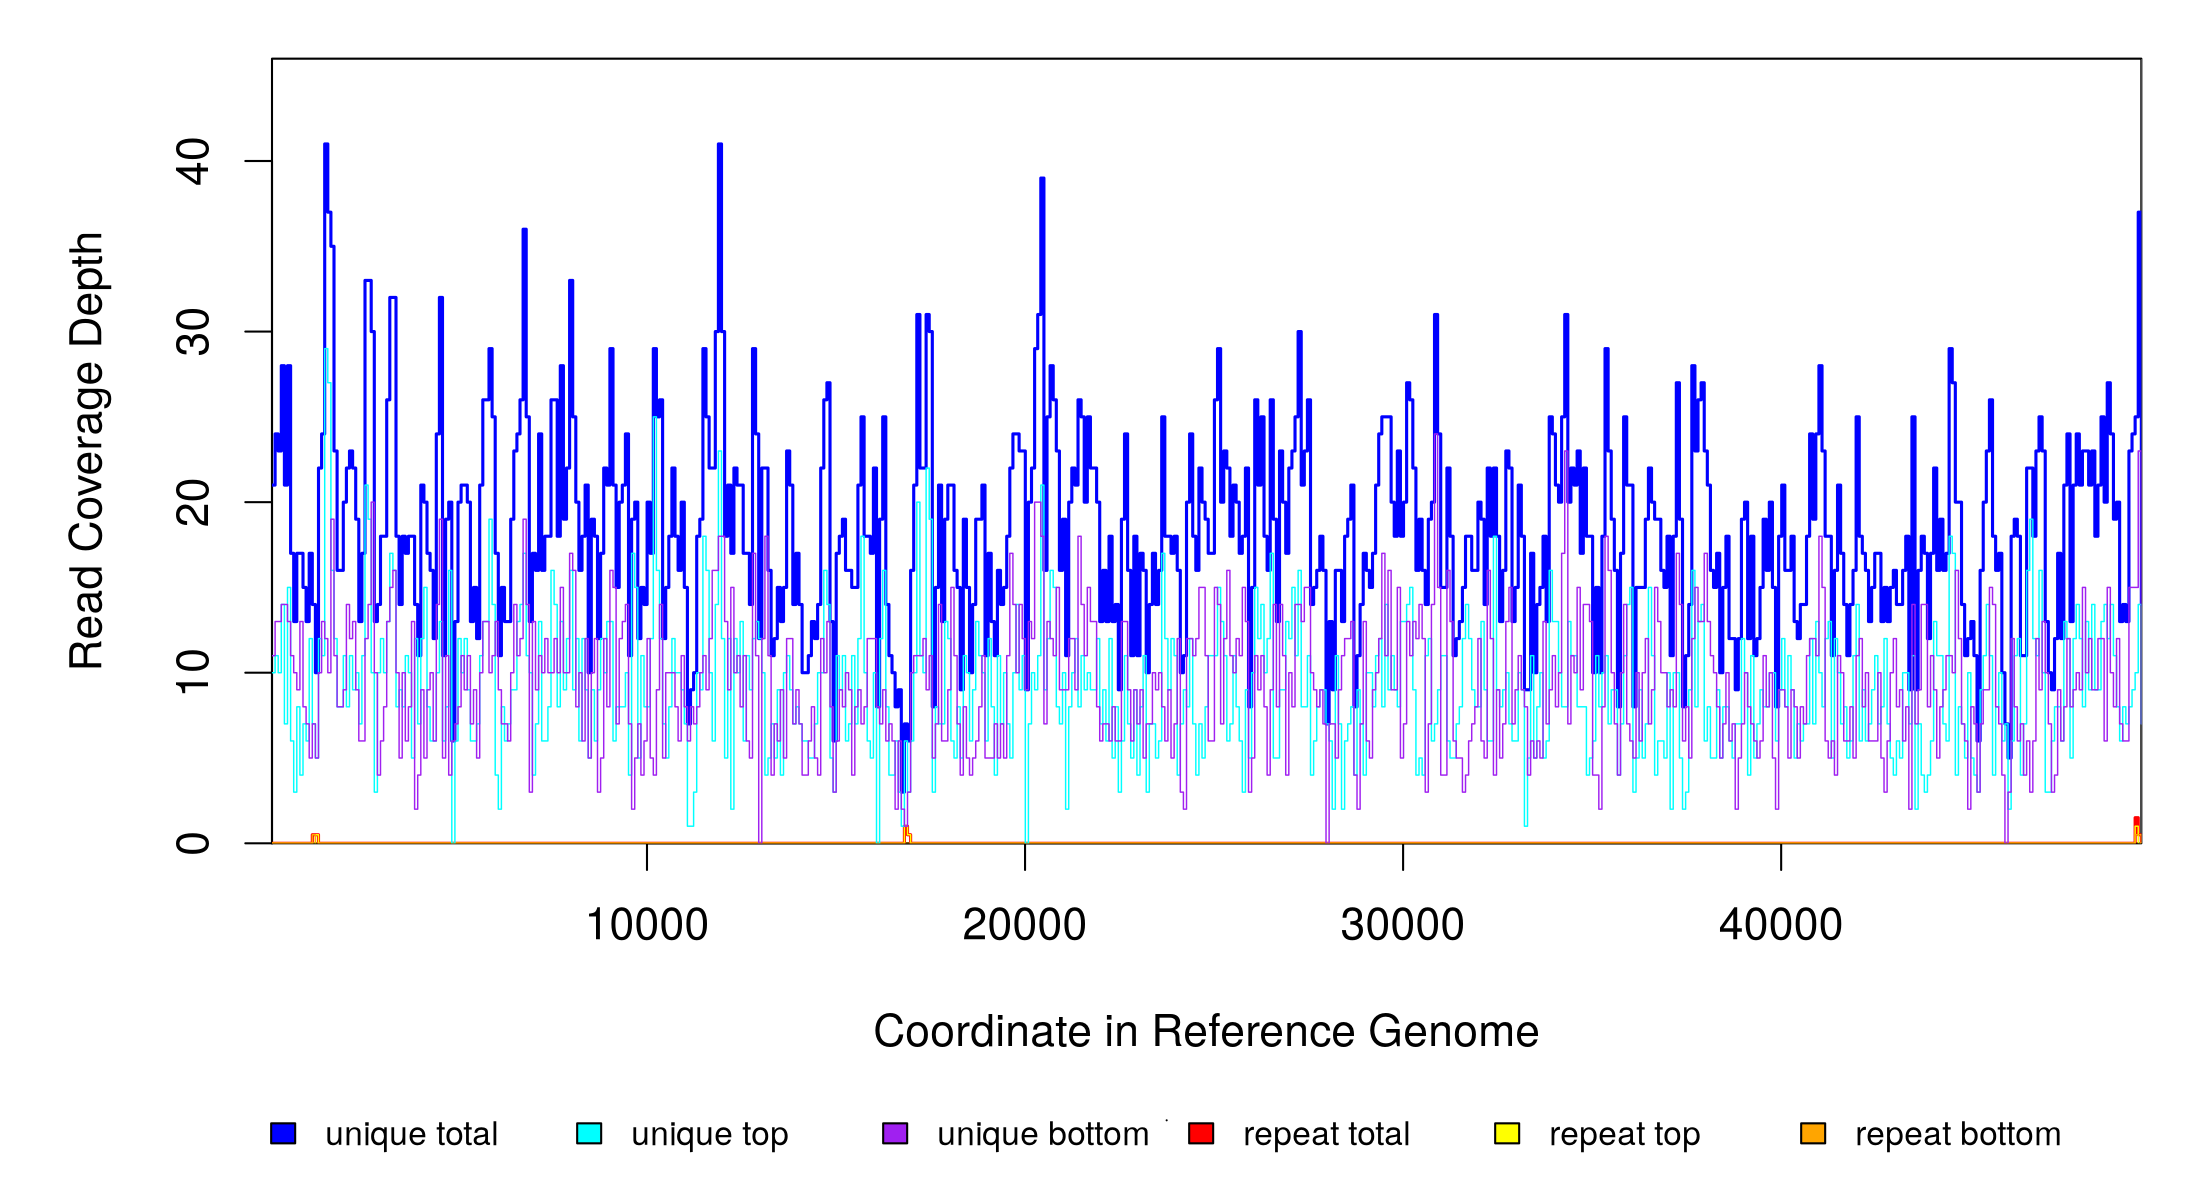 Read Coverage Depth
40
30
20
10
0
10000 20000 30000 40000
Coordinate in Reference Genome
unique total unique top unique bottom repeat total repeat top repeat bottom